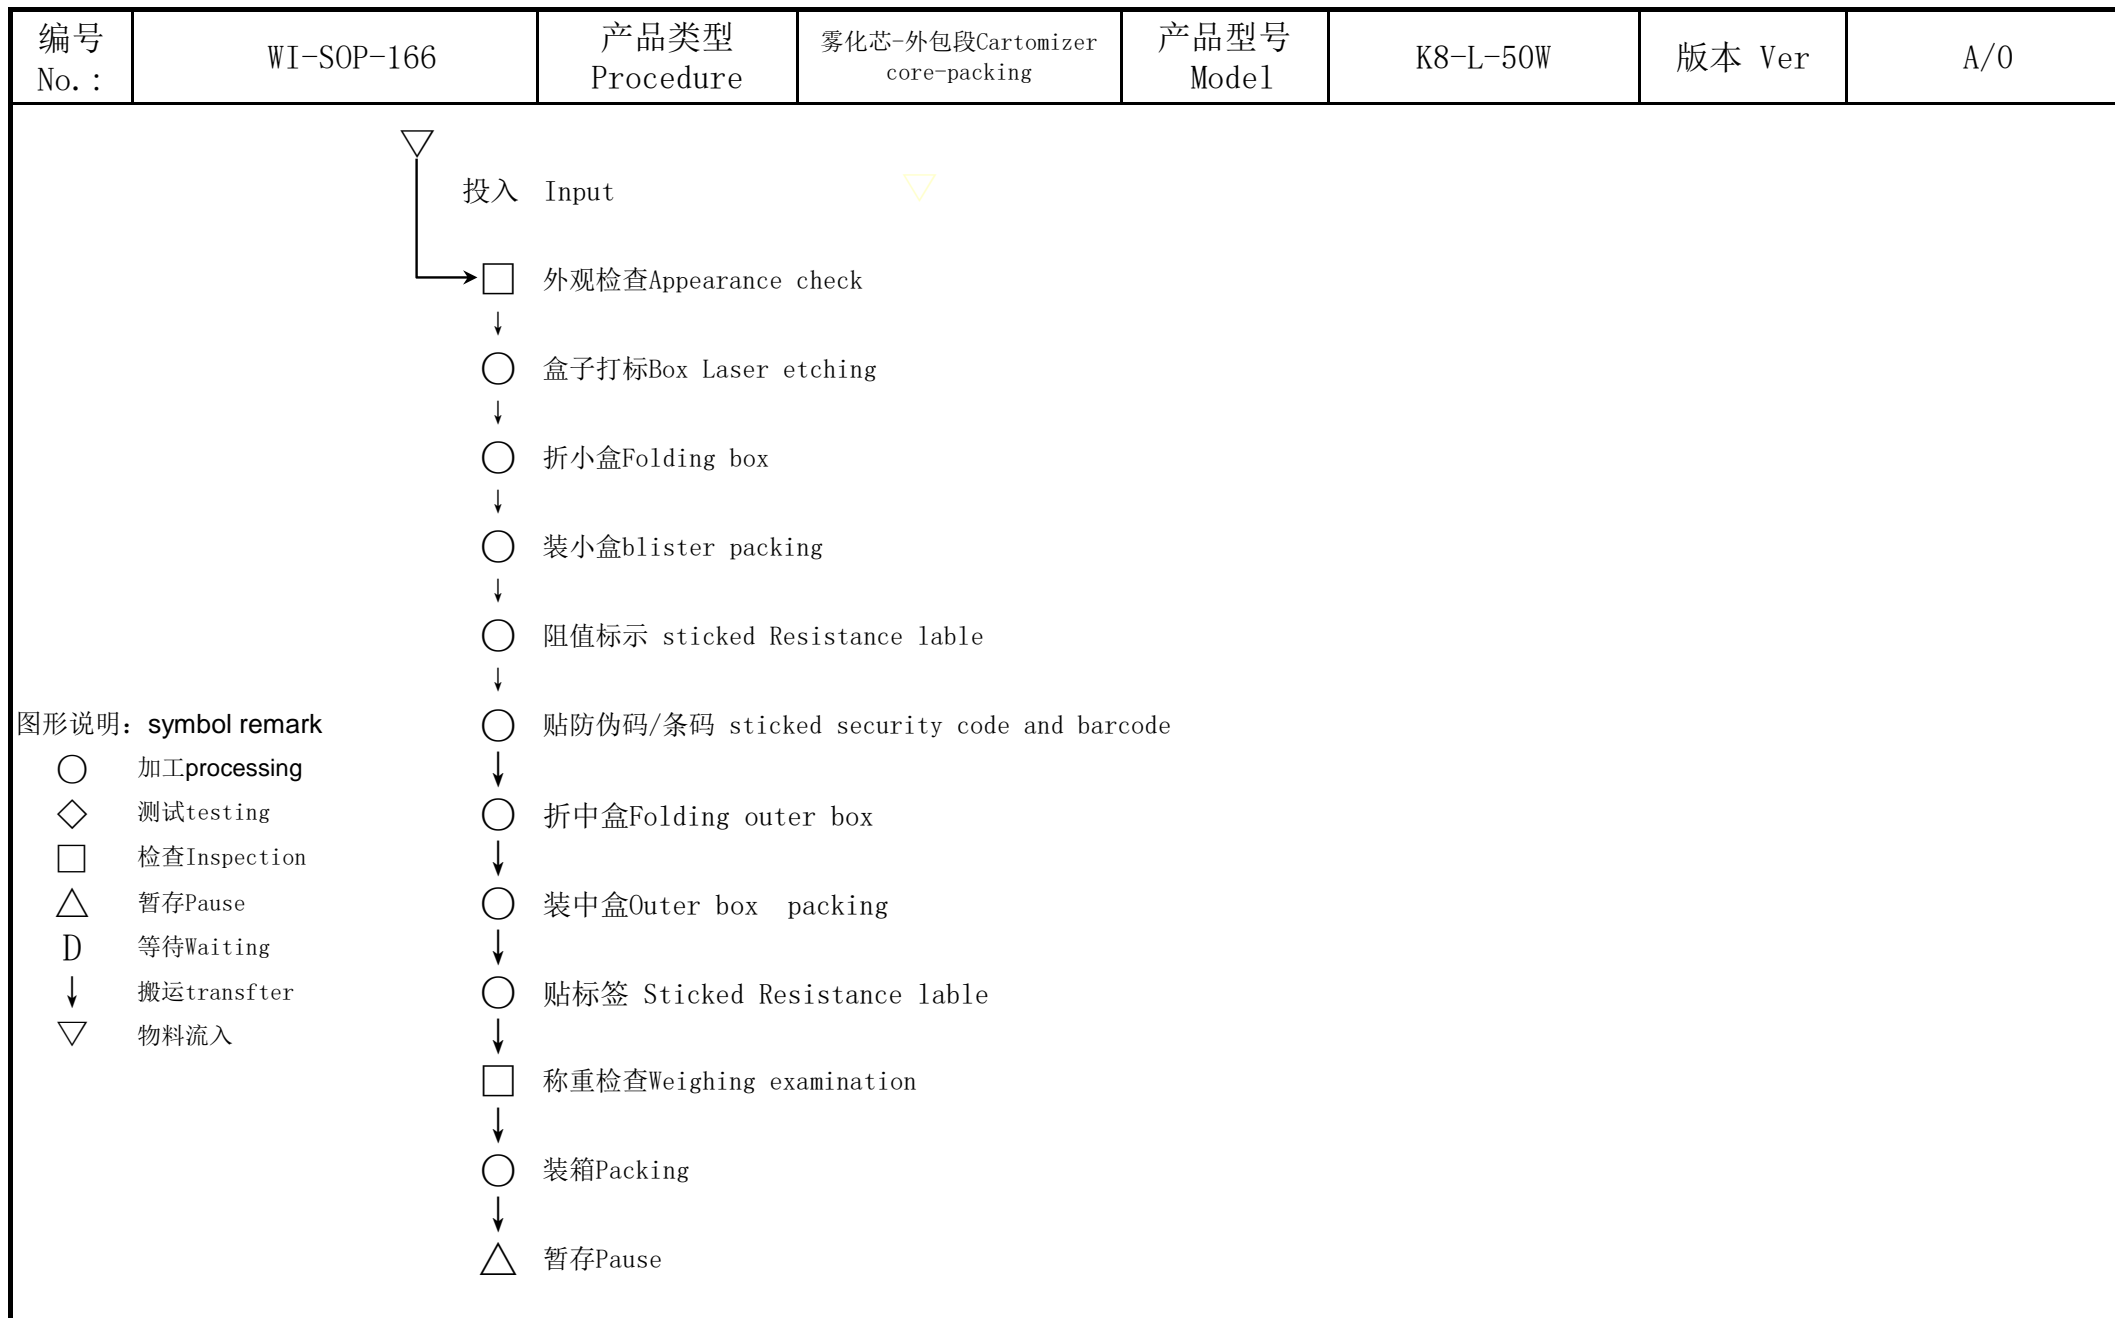 编号 No.:
WI-SOP-166
产品类型 Procedure
雾化芯-外包段Cartomizer core-packing
产品型号 Model
K8-L-50W
版本 Ver
A/0
投入 Input
外观检查Appearance check
盒子打标Box Laser etching
折小盒Folding box
装小盒blister packing
阻值标示 sticked Resistance lable
贴防伪码/条码 sticked security code and barcode
折中盒Folding outer box
装中盒Outer box packing
贴标签 Sticked Resistance lable
称重检查Weighing examination
装箱Packing
暂存Pause
图形说明：symbol remark
加工processing
测试testing
检查Inspection
暂存Pause
D 等待Waiting
搬运transfter
物料流入